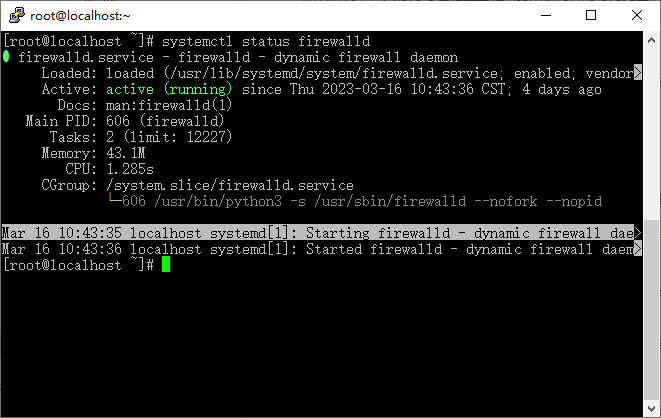 root@localhost:~
[root@localhost ~]# systemctl status firewalld
firewalld.service - firewalld - dynamic firewall daemon
Loaded: loaded (/usr/lib/systemd/system/firewalld.service; enabled; vendor>
Active: active (running) since Thu 2023-03-16 10:43:36 CST; 4 days ago
Docs: man:firewalld(1)
Main PID: 606 (firewalld)
Tasks: 2 (limit: 12227)
Memory: 43.1M
CPU: 1.285s
CGroup: /system.slice/firewalld.service
└─606 /usr/bin/python3 -s /usr/sbin/firewalld --nofork --nopid
Mar 16 10:43:35 localhost systemd[1]: Starting firewalld - dynamic firewall dae>
Mar 16 10:43:36 localhost systemd[1]: Started firewalld - dynamic firewall daem>
[root@localhost ~]#